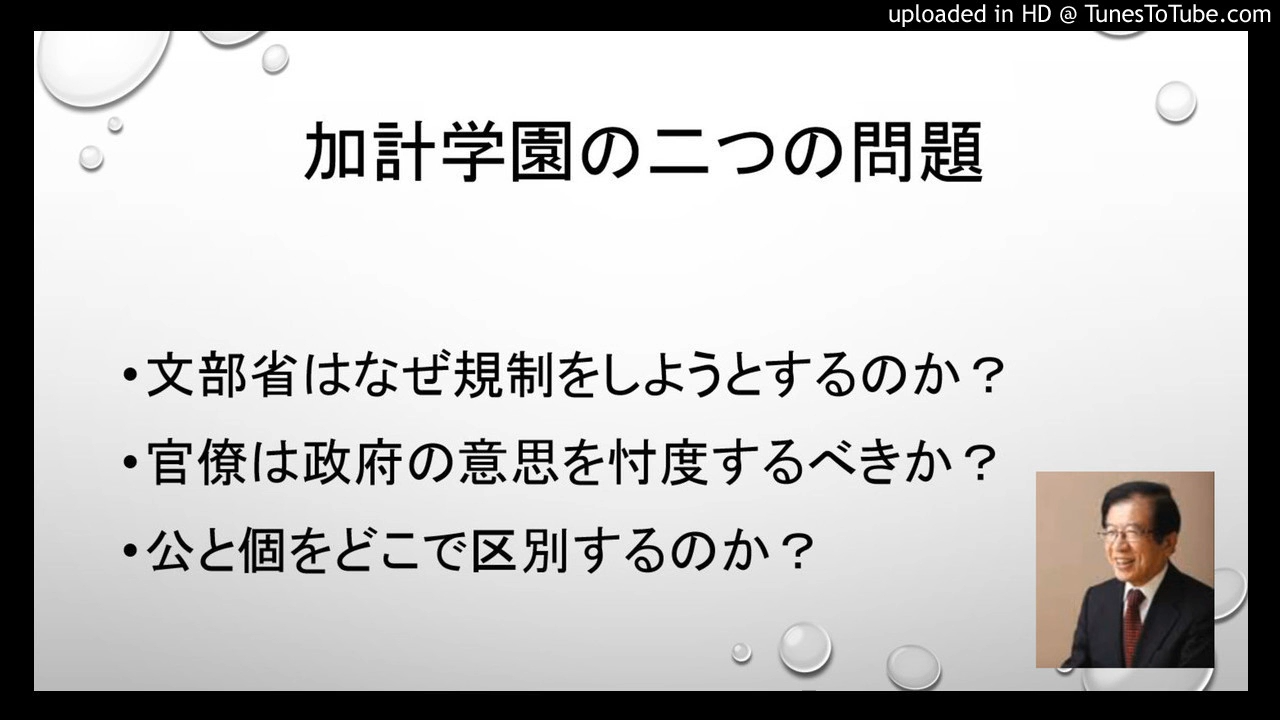 uploaded in HD @ TunesToTube.com
加計学園の二つの問題
•文部省はなぜ規制をしようとするのか？
•官僚は政府の意思を忖度するべきか？
•公と個をどこで区別するのか？